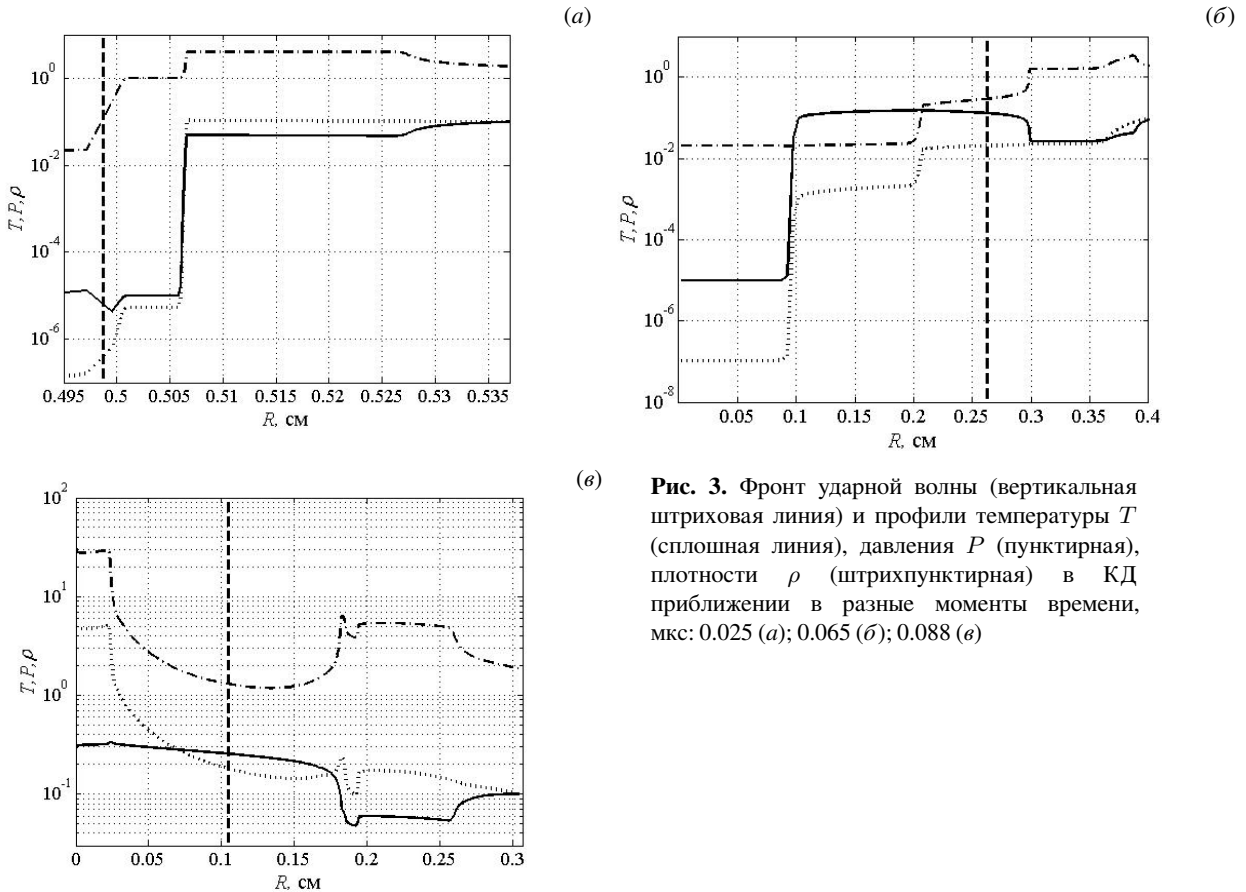 (а)
10^0
10^-2
10^-4
10^-6
T, P, ρ
0.495 0.5 0.505 0.51 0.515 0.52 0.525 0.53 0.535
R, см
(б)
10^0
10^-2
10^-4
10^-6
10^-8
T, P, ρ
0.05 0.1 0.15 0.2 0.25 0.3 0.35 0.4
R, см
(в)
10^2
10^1
10^0
10^-1
T, P, ρ
0 0.05 0.1 0.15 0.2 0.25 0.3
R, см
Рис. 3. Фронт ударной волны (вертикальная
штриховая линия) и профили температуры T
(сплошная линия), давления P (пунктирная),
плотности ρ (штрихпунктирная) в КД
приближении в разные моменты времени,
мкс: 0.025 (а); 0.065 (б); 0.088 (в)